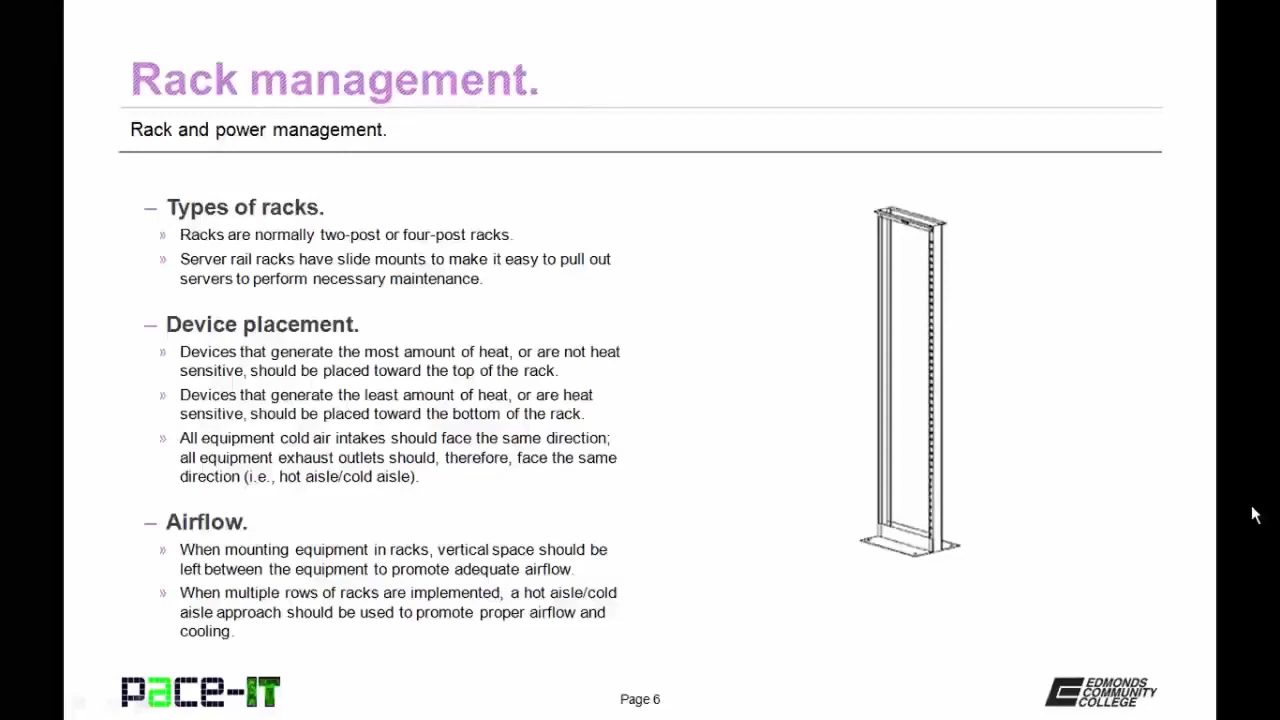 Rack management.
Rack and power management.
– Types of racks.
» Racks are normally two-post or four-post racks.
» Server rail racks have slide mounts to make it easy to pull out
servers to perform necessary maintenance.
– Device placement.
» Devices that generate the most amount of heat, or are not heat
sensitive, should be placed toward the top of the rack.
» Devices that generate the least amount of heat, or are heat
sensitive, should be placed toward the bottom of the rack.
» All equipment cold air intakes should face the same direction;
all equipment exhaust outlets should, therefore, face the same
direction (i.e., hot aisle/cold aisle).
– Airflow.
» When mounting equipment in racks, vertical space should be
left between the equipment to promote adequate airflow.
» When multiple rows of racks are implemented, a hot aisle/cold
aisle approach should be used to promote proper airflow and
cooling.
pace-IT
Page 6
EDMONDS
COMMUNITY
COLLEGE